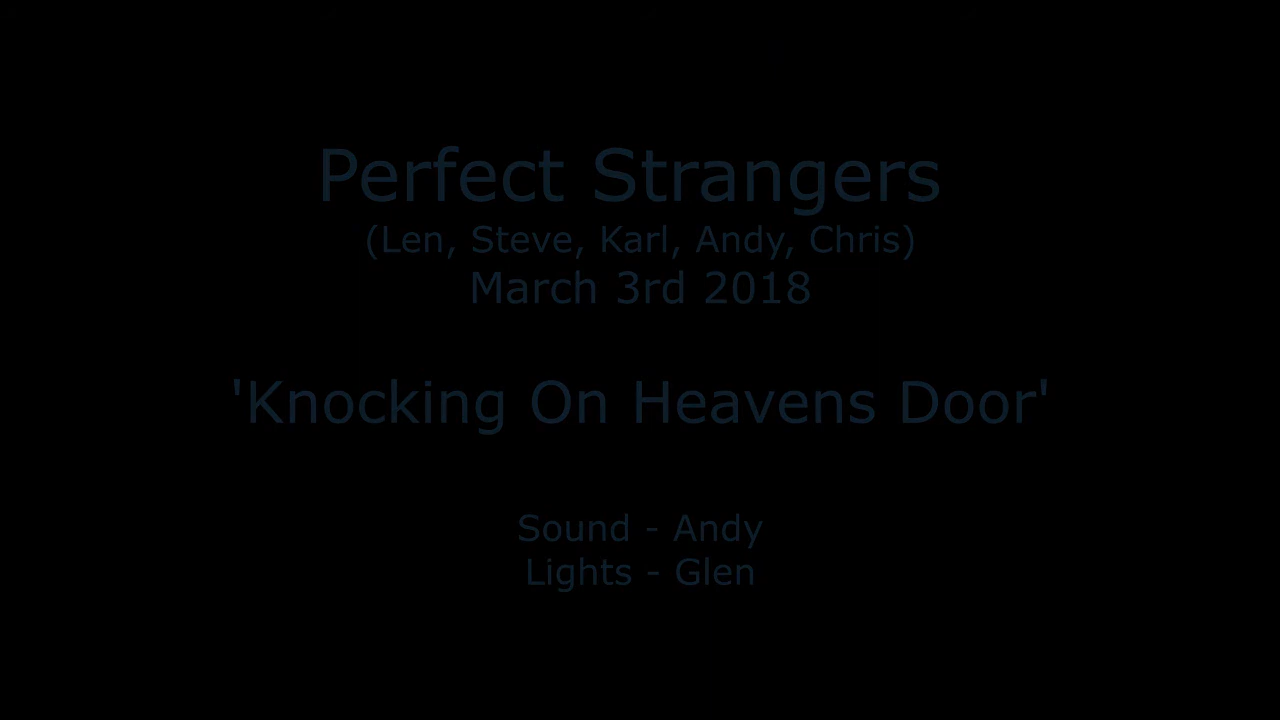 Perfect Strangers
(Len, Steve, Karl, Andy, Chris)
March 3rd 2018
'Knocking On Heavens Door'
Sound - Andy
Lights - Glen